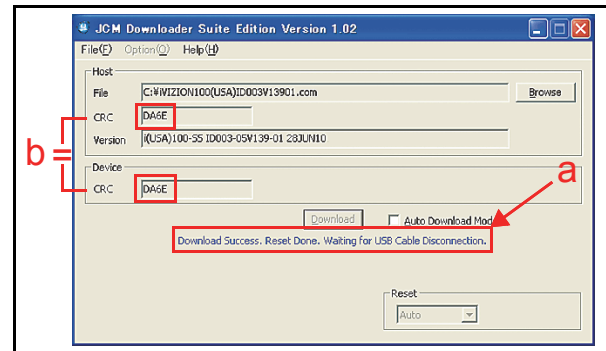 JCM Downloader Suite Edition Version 1.02
File(F) Option(O) Help(H)
Host
File C:¥iVIZION100(USA)ID003V13901.com Browse
CRC DA6E
Version i(USA)100-SS ID003-05V139-01 28JUN10
b
Device
CRC DA6E
a
Download Auto Download Mod
Download Success. Reset Done. Waiting for USB Cable Disconnection.
Reset
Auto